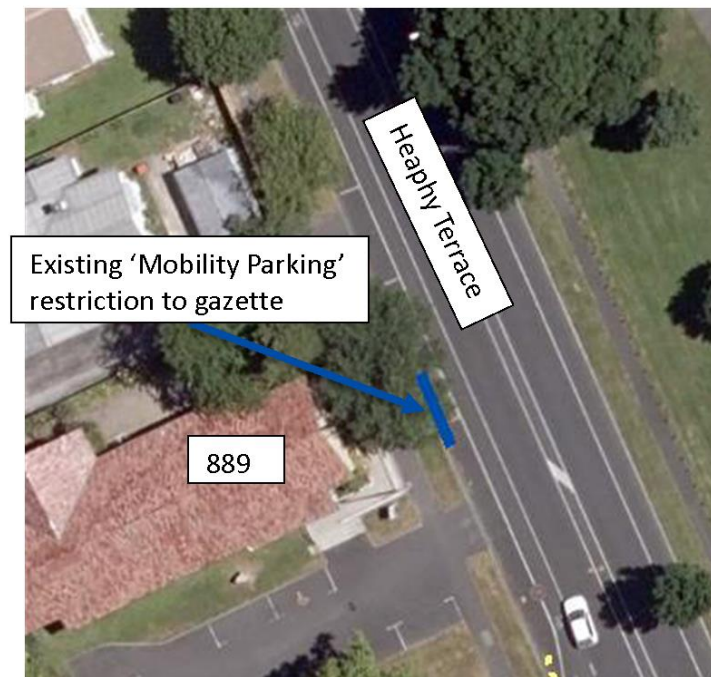 Heaphy Terrace
Existing ‘Mobility Parking’
restriction to gazette
889